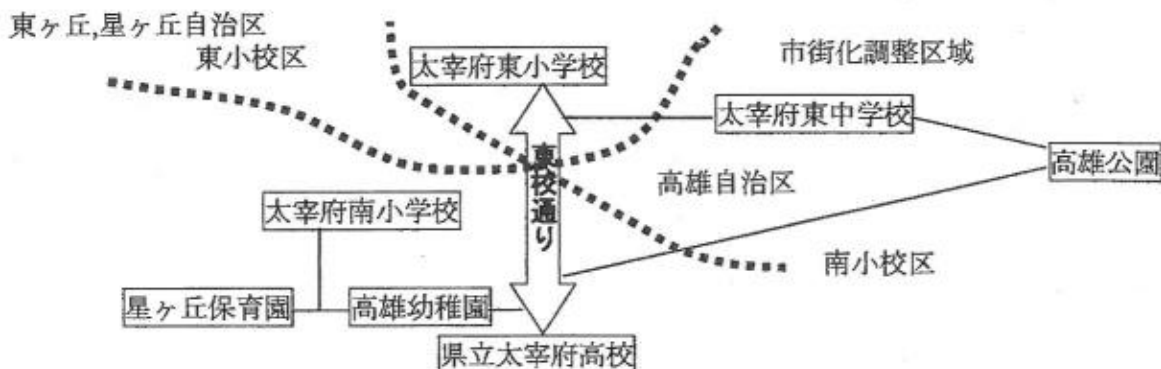 東ヶ丘,星ヶ丘自治区
東小校区
太宰府東小学校
市街化調整区域
太宰府東中学校
東校通り
高雄自治区
高雄公園
太宰府南小学校
南小校区
星ヶ丘保育園
高雄幼稚園
県立太宰府高校